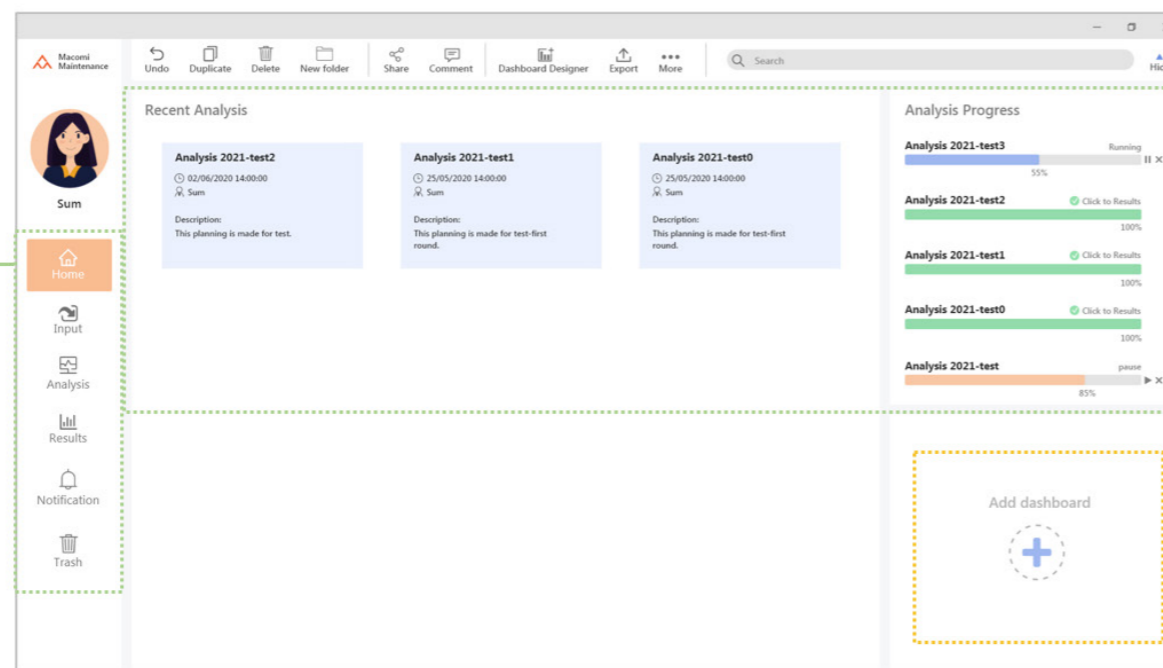 Macomi
Maintenance
Undo
Duplicate
Delete
New folder
Share
Comment
Dashboard Designer
Export
More
Search
Sum
Home
Input
Analysis
Results
Notification
Trash
Recent Analysis
Analysis 2021-test2
02/06/2020 14:00:00
Sum
Description:
This planning is made for test.
Analysis 2021-test1
25/05/2020 14:00:00
Sum
Description:
This planning is made for test-first
round.
Analysis 2021-test0
25/05/2020 14:00:00
Sum
Description:
This planning is made for test-first
round.
Analysis Progress
Analysis 2021-test3 Running
55%
Analysis 2021-test2 Click to Results
100%
Analysis 2021-test1 Click to Results
100%
Analysis 2021-test0 Click to Results
100%
Analysis 2021-test pause
85%
Add dashboard